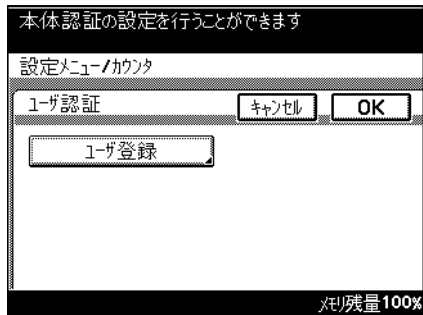 本体認証の設定を行うことができます
設定メニュー/カウンタ
ユーザ認証
キャンセル
OK
ユーザ登録
メモリ残量100%